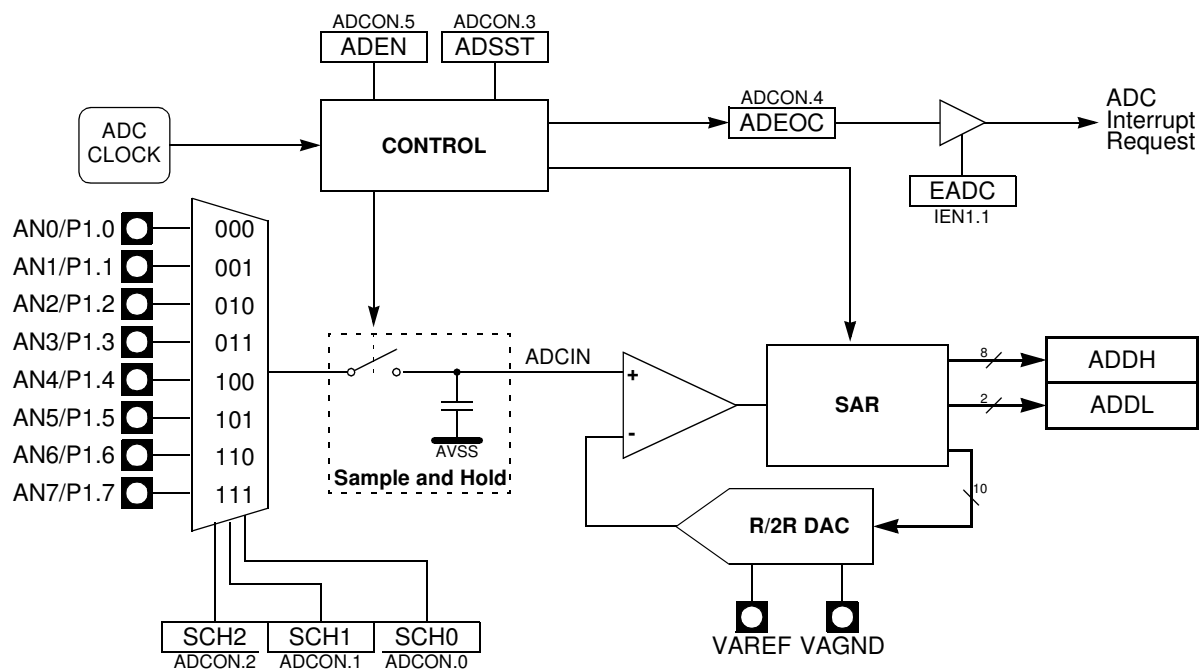 ADCON.5
ADEN
ADCON.3
ADSST
ADC
CLOCK
CONTROL
ADCON.4
ADEOC
ADC
Interrupt
Request
EADC
IEN1.1
AN0/P1.0
000
AN1/P1.1
001
AN2/P1.2
010
AN3/P1.3
011
AN4/P1.4
100
AN5/P1.5
101
AN6/P1.6
110
AN7/P1.7
111
AVSS
Sample and Hold
ADCIN
+
-
SAR
8
ADDH
2
ADDL
10
R/2R DAC
VAREF
VAGND
SCH2
SCH1
SCH0
ADCON.2
ADCON.1
ADCON.0